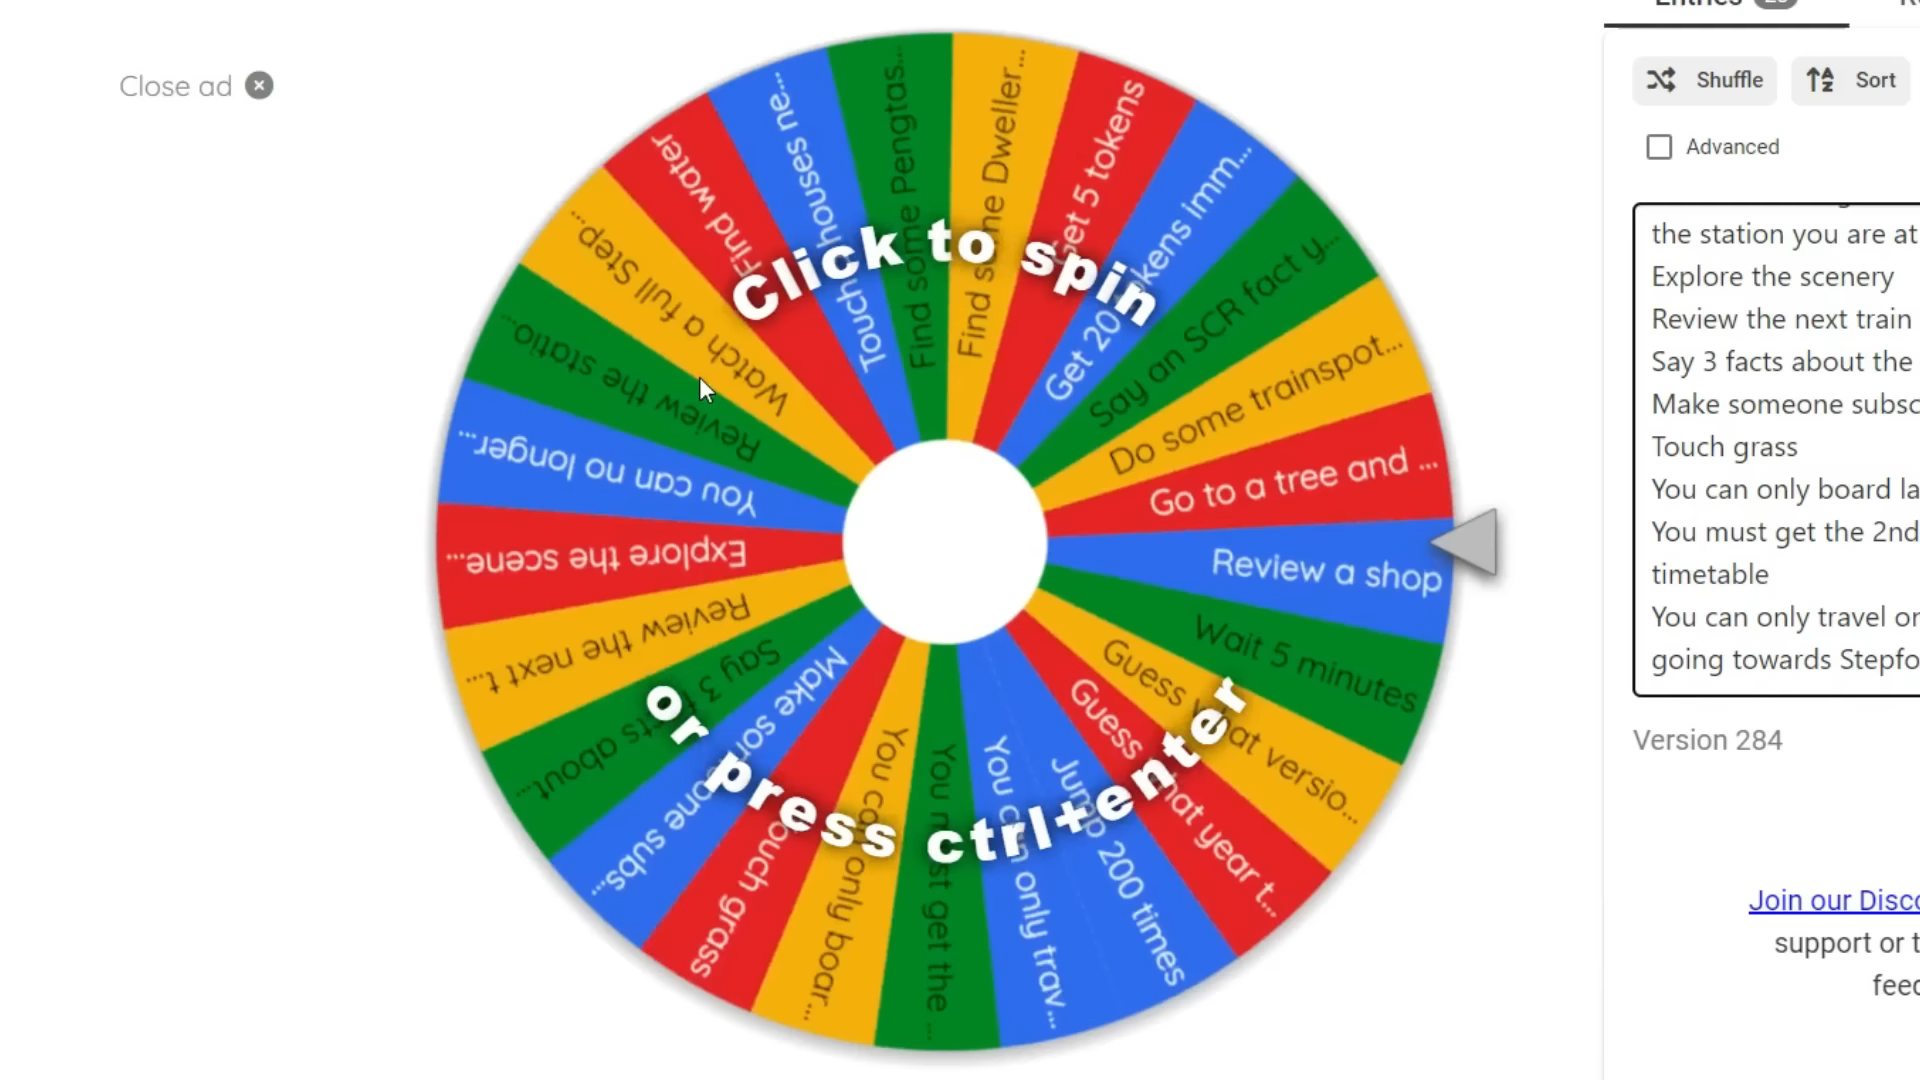 Entries
Close ad
Shuffle
Sort
Advanced
Click to spin
or press ctrl+enter
Find some Dweller...
Get 5 tokens
Get 20 tokens imm...
Say an SCR fact y...
Do some trainspot...
Go to a tree and ...
Review a shop
Wait 5 minutes
Guess what versio...
Guess what year t...
Jump 200 times
You can only trav...
You must get the ...
You can only boar...
Touch grass
Make someone subs...
Say 3 facts about...
Review the next t...
Explore the scene...
You can no longer...
Review the statio...
Watch a full Step...
Find water
Touch houses ne...
Find some Pengtas...
the station you are at
Explore the scenery
Review the next train
Say 3 facts about the
Make someone subsc
Touch grass
You can only board la
You must get the 2nd
timetable
You can only travel or
going towards Stepfo
Version 284
Join our Disco
support or t
feed